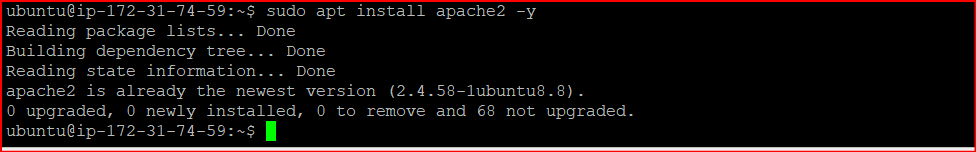 ubuntu@ip-172-31-74-59:~$ sudo apt install apache2 -y
Reading package lists... Done
Building dependency tree... Done
Reading state information... Done
apache2 is already the newest version (2.4.58-1ubuntu8.8).
0 upgraded, 0 newly installed, 0 to remove and 68 not upgraded.
ubuntu@ip-172-31-74-59:~$